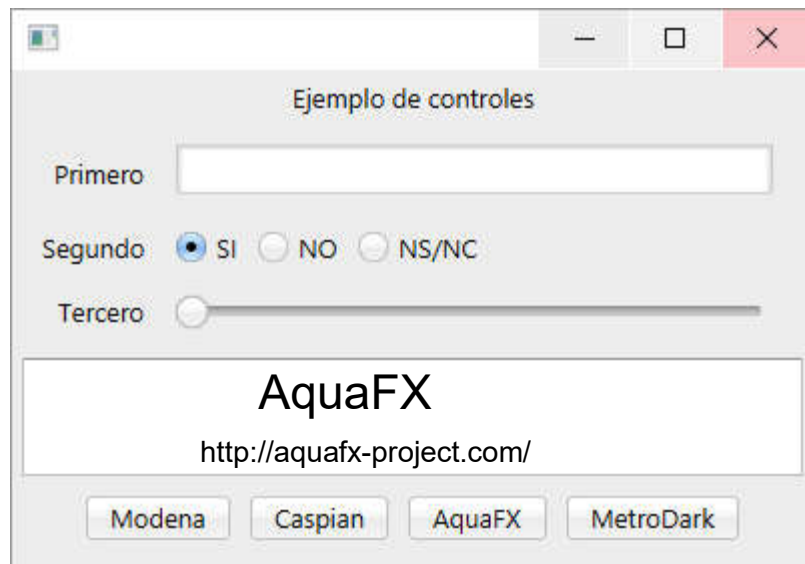 Ejemplo de controles
Primero
Segundo SI NO NS/NC
Tercero
AquaFX
http://aquafx-project.com/
Modena Caspian AquaFX MetroDark